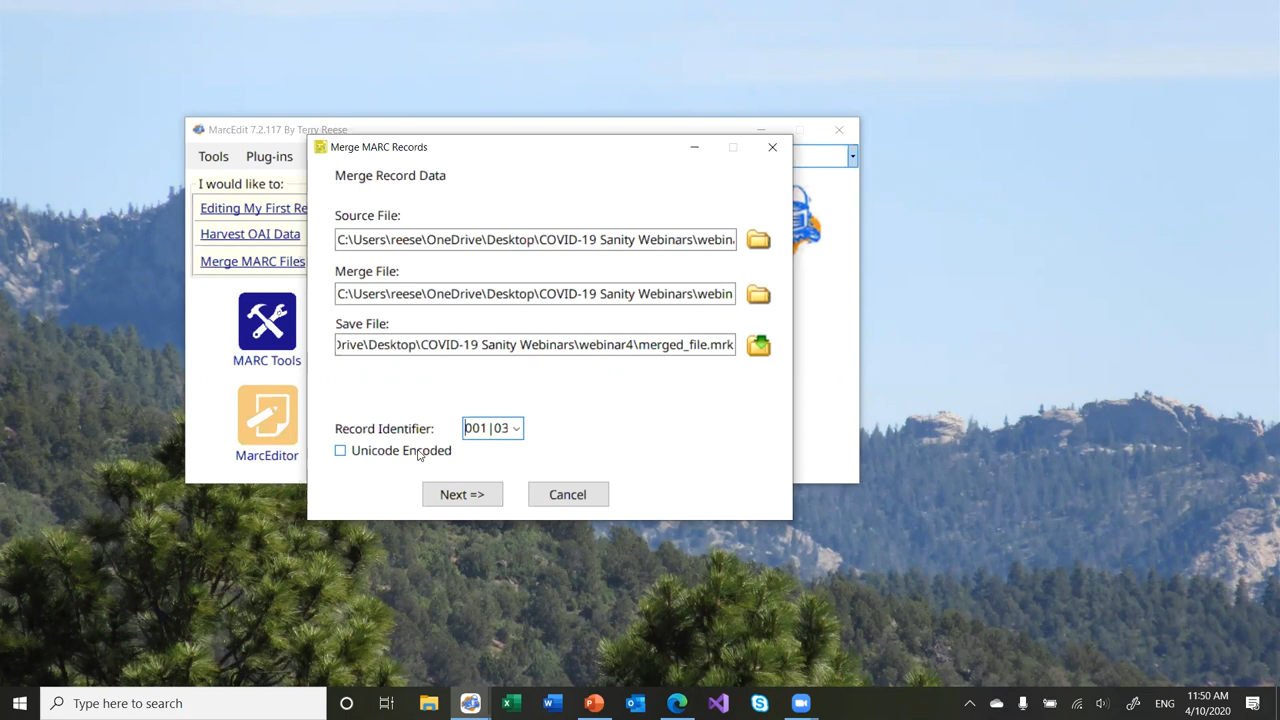 MarcEdit 7.2.117 By Terry Reese
Tools Plug-ins
I would like to:
Editing My First Re
Harvest OAI Data
Merge MARC Files
MARC Tools
MarcEditor
Merge MARC Records
Merge Record Data
Source File:
C:\Users\reese\OneDrive\Desktop\COVID-19 Sanity Webinars\webin
Merge File:
C:\Users\reese\OneDrive\Desktop\COVID-19 Sanity Webinars\webin
Save File:
rive\Desktop\COVID-19 Sanity Webinars\webinar4\merged_file.mrk
Record Identifier: 001|03
Unicode Encoded
Next =>
Cancel
Type here to search
ENG
11:50 AM
4/10/2020